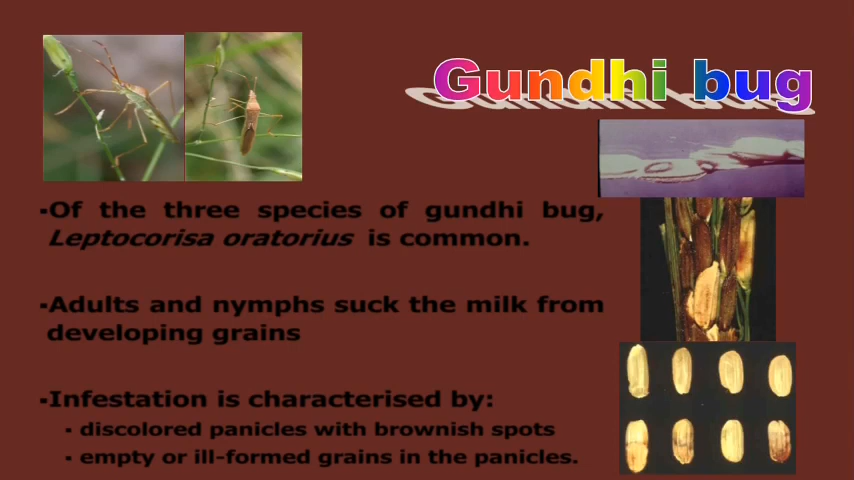 Gundhi bug
▪Of the three species of gundhi bug,
Leptocorisa oratorius is common.
▪Adults and nymphs suck the milk from
developing grains
▪Infestation is characterised by:
▪ discolored panicles with brownish spots
▪ empty or ill-formed grains in the panicles.